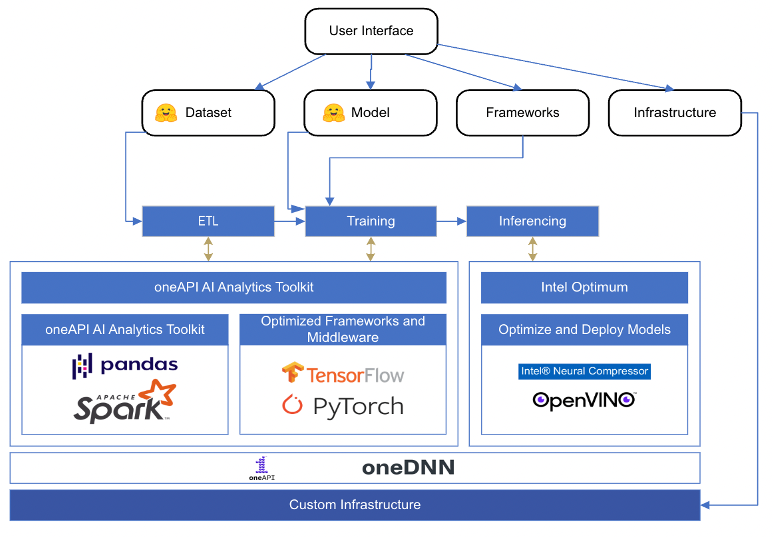 User Interface
Dataset
Model
Frameworks
Infrastructure
ETL
Training
Inferencing
oneAPI AI Analytics Toolkit
Intel Optimum
oneAPI AI Analytics Toolkit
Optimized Frameworks and
Middleware
Optimize and Deploy Models
pandas
APACHE
Spark
TensorFlow
PyTorch
Intel® Neural Compressor
OpenVINO™
oneAPI
oneDNN
Custom Infrastructure